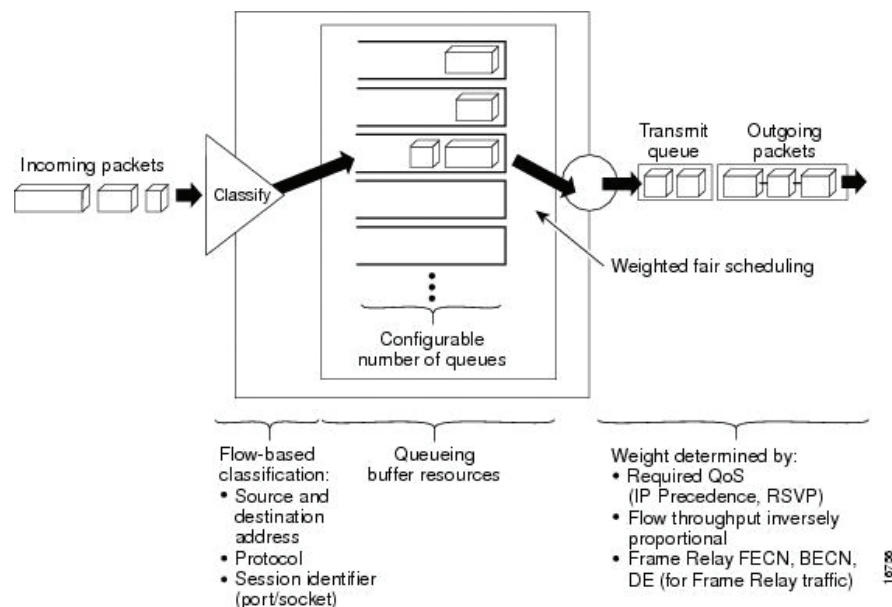 Incoming packets
Classify
Transmit
queue
Outgoing
packets
Weighted fair scheduling
Configurable
number of queues
Flow-based
classification:
• Source and
destination
address
• Protocol
• Session identifier
(port/socket)
Queueing
buffer resources
Weight determined by:
• Required QoS
(IP Precedence, RSVP)
• Flow throughput inversely
proportional
• Frame Relay FECN, BECN,
DE (for Frame Relay traffic)
16756